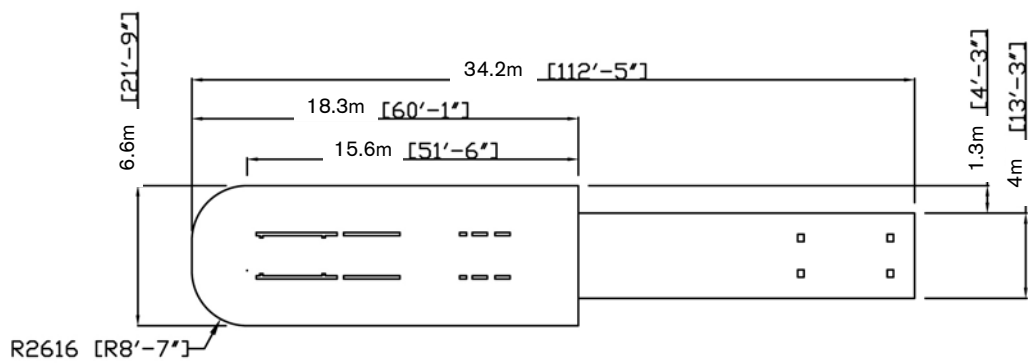 34.2m [112'-5"]
18.3m [60'-1"]
15.6m [51'-6"]
6.6m [21'-9"]
1.3m [4'-3"]
4m [13'-3"]
R2616 [R8'-7"]